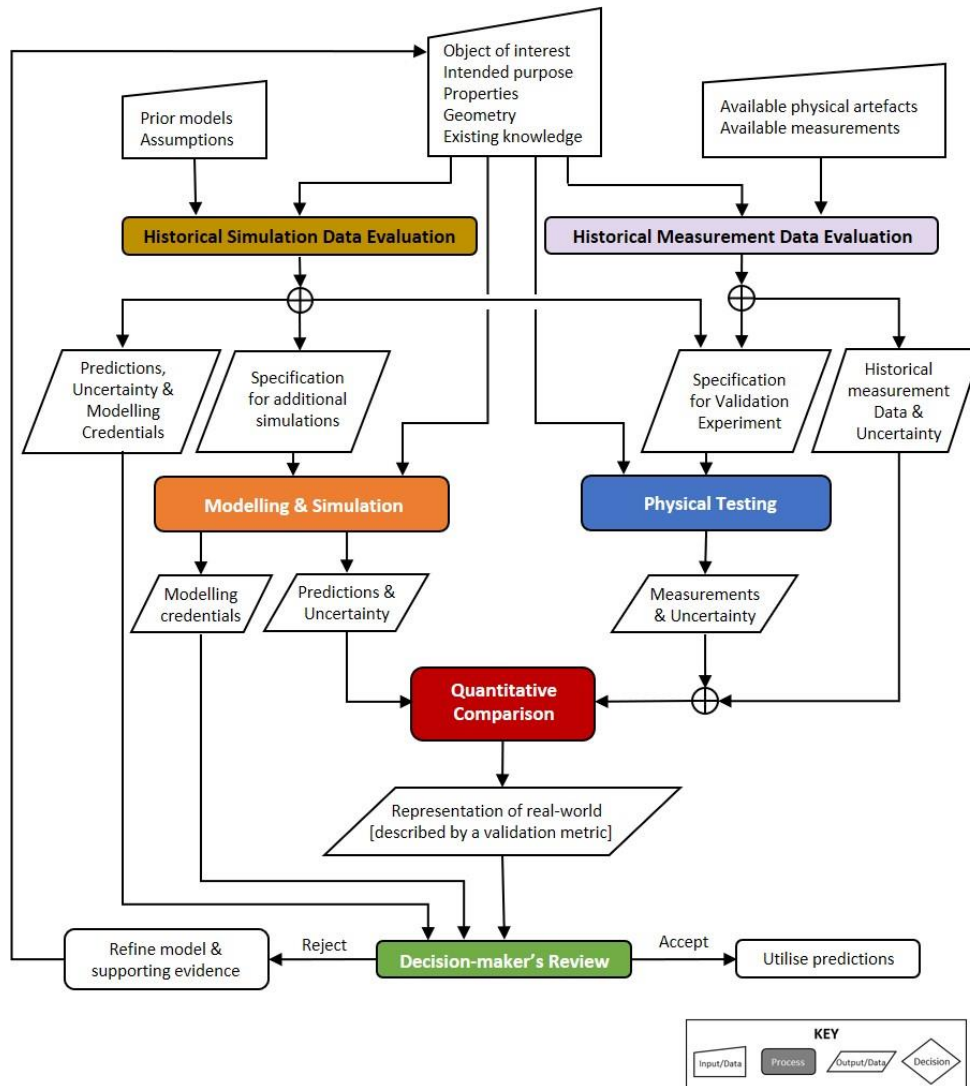 Object of interest
Intended purpose
Properties
Geometry
Existing knowledge
Prior models
Assumptions
Available physical artefacts
Available measurements
Historical Simulation Data Evaluation
Historical Measurement Data Evaluation
Predictions,
Uncertainty &
Modelling
Credentials
Specification
for additional
simulations
Specification
for Validation
Experiment
Historical
measurement
Data &
Uncertainty
Modelling & Simulation
Physical Testing
Modelling
credentials
Predictions &
Uncertainty
Measurements
& Uncertainty
Quantitative
Comparison
Representation of real-world
[described by a validation metric]
Refine model &
supporting evidence
Reject
Decision-maker's Review
Accept
Utilise predictions
KEY
Input/Data
Process
Output/Data
Decision